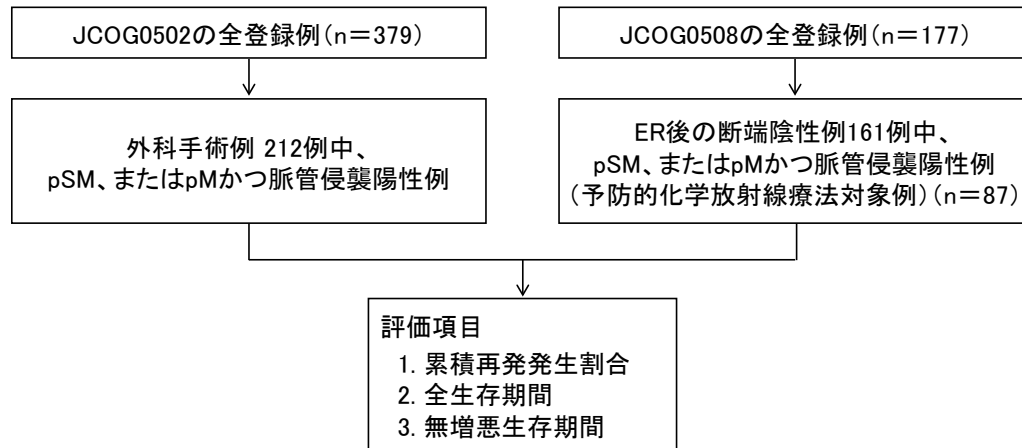 JCOG0502の全登録例（n＝379）
JCOG0508の全登録例（n＝177）
外科手術例 212例中、
pSM、またはpMかつ脈管侵襲陽性例
ER後の断端陰性例161例中、
pSM、またはpMかつ脈管侵襲陽性例
（予防的化学放射線療法対象例）（n＝87）
評価項目
1. 累積再発発生割合
2. 全生存期間
3. 無増悪生存期間